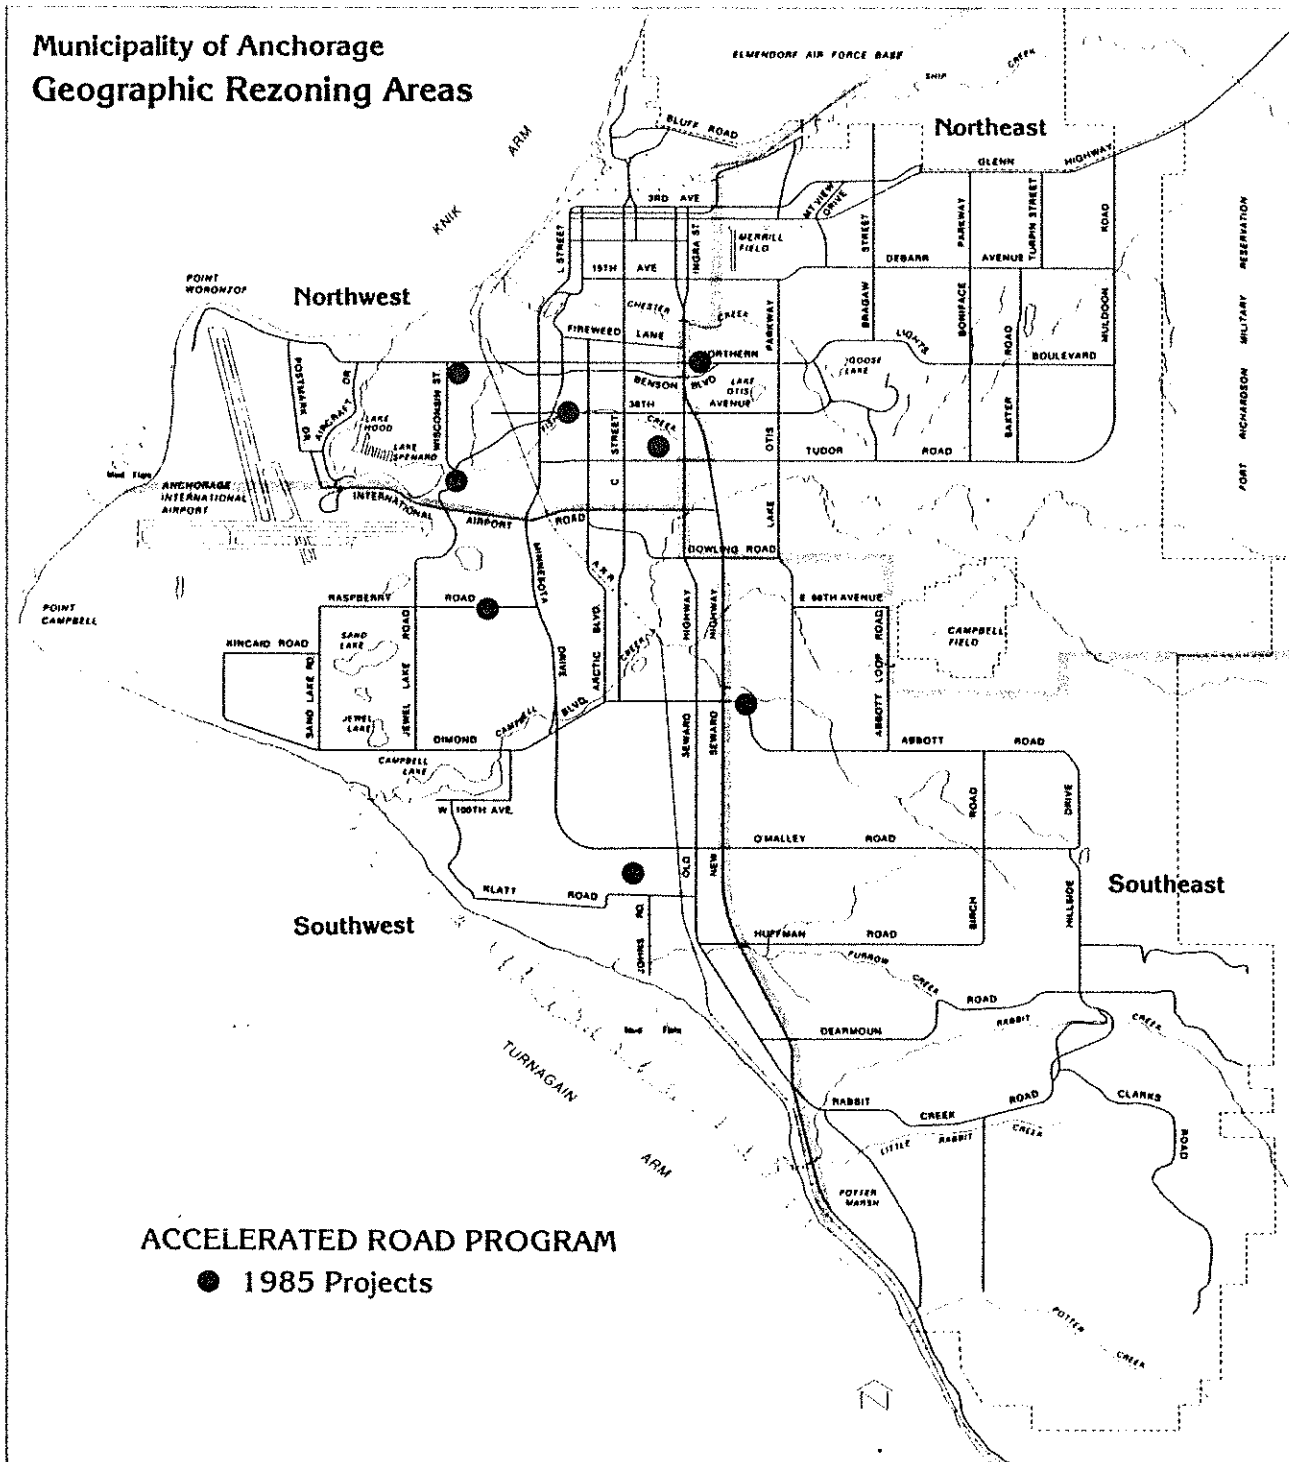 Municipality of Anchorage
Geographic Rezoning Areas
ELMENDORF AIR FORCE BASE
SHIP CREEK
BLUFF ROAD
Northeast
GLENN HIGHWAY
KNIK ARM
3RD AVE
MT VIEW DRIVE
L STREET
INGRA ST
MERRILL FIELD
STREET
PARKWAY
TURPIN STREET
ROAD
DEBARR AVENUE
15TH AVE
FORT RICHARDSON MILITARY RESERVATION
POINT WORONZOF
Northwest
CHESTER CREEK
FIREWEED LANE
PARKWAY
BRAGAW
BONIFACE
MULDOON
NORTHERN LIGHTS BOULEVARD
BENSON BLVD
GOOSE LAKE
LAKE OTIS
POSTMARK DR
AIRCRAFT DR
WISCONSIN ST.
36TH AVENUE
BAXTER ROAD
LAKE HOOD
LAKE SPENARD
FISH CREEK
C STREET
OTIS
TUDOR ROAD
Mud Flats
ANCHORAGE INTERNATIONAL AIRPORT
INTERNATIONAL AIRPORT ROAD
LAKE
DOWLING ROAD
MINNESOTA
A.R.R.
POINT CAMPBELL
RASPBERRY ROAD
E 68TH AVENUE
KINCAID ROAD
SAND LAKE
JEWEL LAKE ROAD
ARCTIC BLVD.
HIGHWAY
HIGHWAY
ABBOTT LOOP ROAD
CAMPBELL FIELD
SAND LAKE RD.
DRIVE
JEWEL LAKE
CAMPBELL CREEK
DIMOND BLVD.
SEWARD
SEWARD
ABBOTT ROAD
CAMPBELL LAKE
W 100TH AVE.
ROAD
DRIVE
O'MALLEY ROAD
OLD
NEW
KLATT ROAD
Southeast
BIRCH
HILLSIDE
Southwest
JOHNS RD.
HUFFMAN ROAD
FURROW CREEK
Mud Flats
DEARMOUN ROAD
RABBIT CREEK
TURNAGAIN ARM
RABBIT CREEK ROAD
CLARKS ROAD
LITTLE RABBIT CREEK
POTTER MARSH
ACCELERATED ROAD PROGRAM
1985 Projects
POTTER CREEK